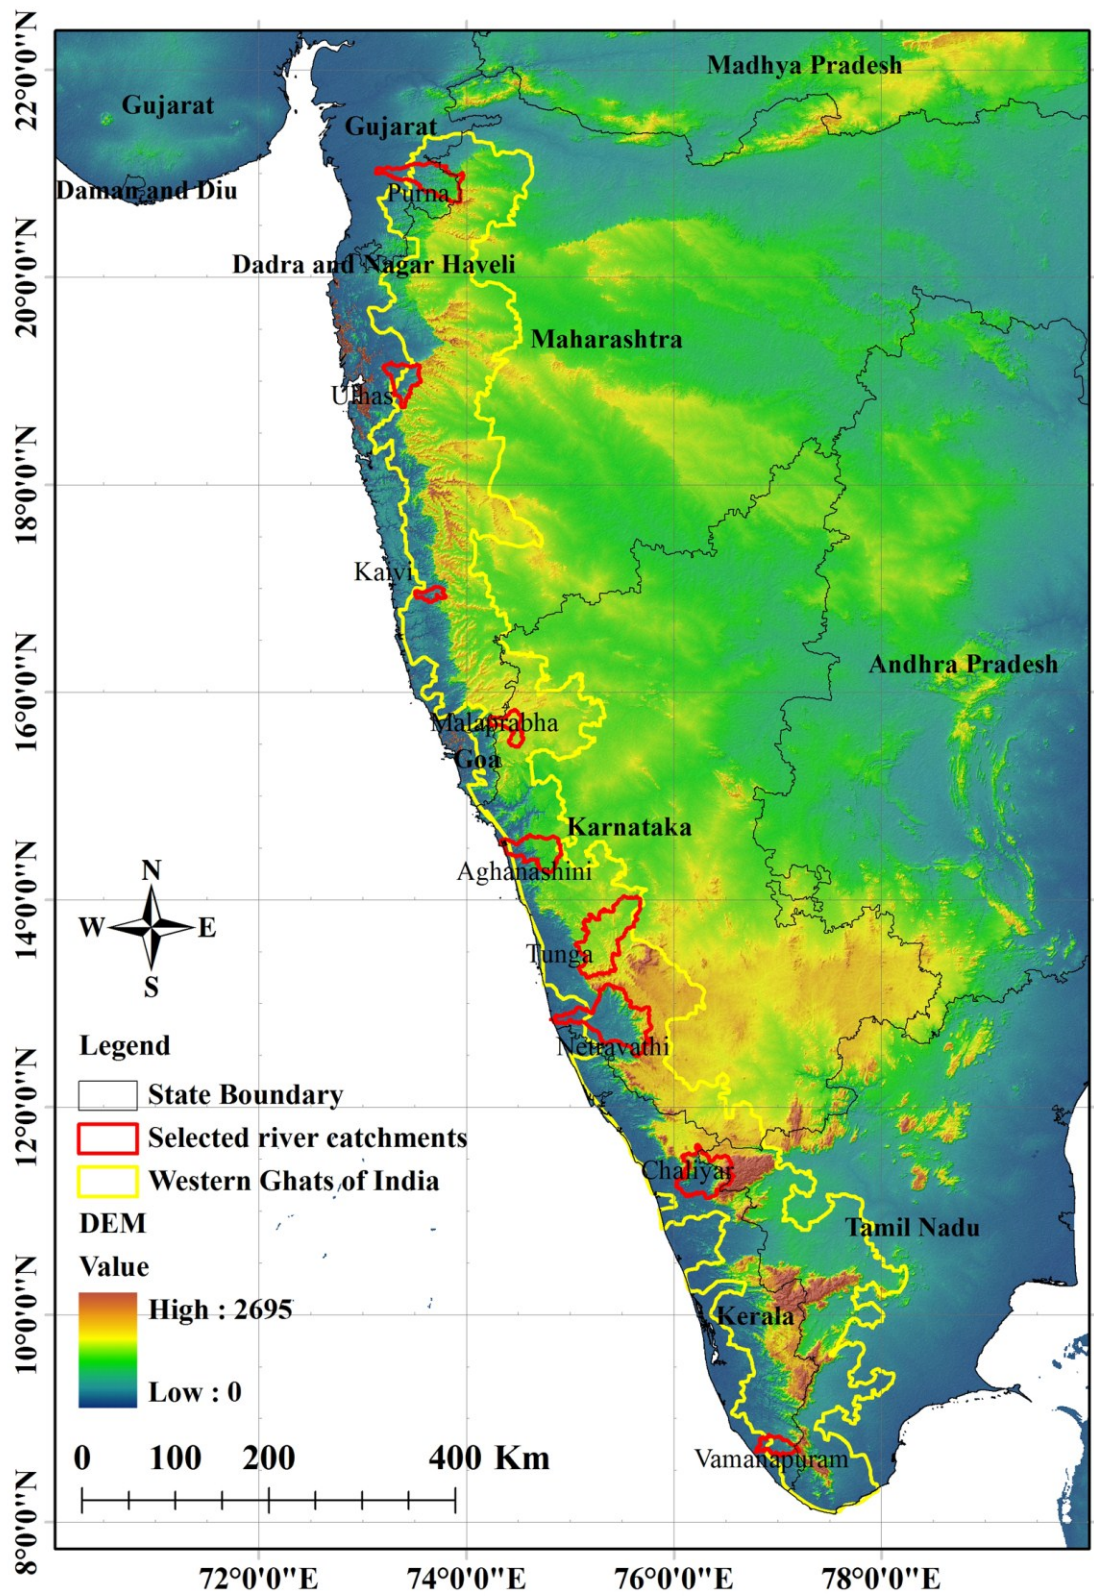 22°0'0"N
20°0'0"N
18°0'0"N
16°0'0"N
14°0'0"N
12°0'0"N
10°0'0"N
8°0'0"N
Madhya Pradesh
Gujarat
Gujarat
Daman and Diu
Purna
Dadra and Nagar Haveli
Maharashtra
Ulhas
Kaivi
Andhra Pradesh
Malaprabha
Goa
Karnataka
Aghanashini
N
W
E
S
Tunga
Netravathi
Chaliyar
Tamil Nadu
Kerala
Vamanapuram
Legend
State Boundary
Selected river catchments
Western Ghats of India
DEM
Value
High : 2695
Low : 0
0 100 200 400 Km
72°0'0"E 74°0'0"E 76°0'0"E 78°0'0"E